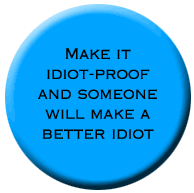 Make it
idiot-proof
and someone
will make a
better idiot